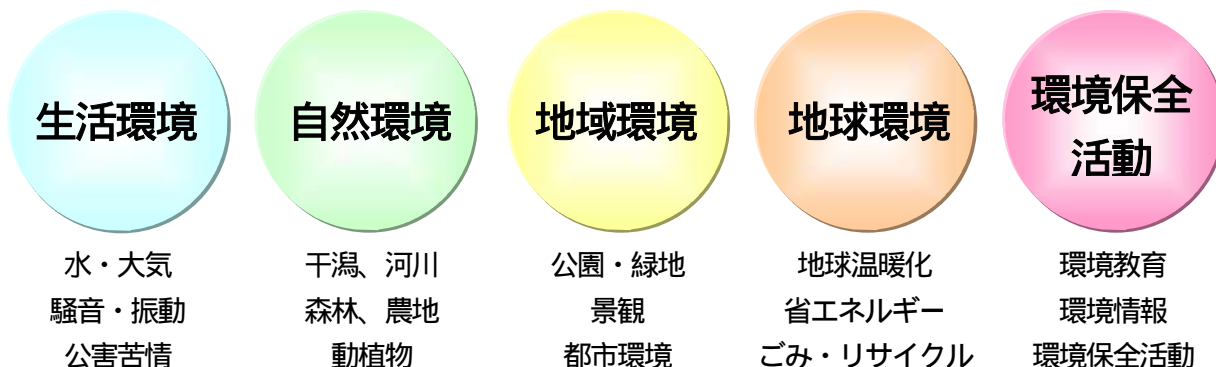 生活環境
自然環境
地域環境
地球環境
環境保全
活動
水・大気
騒音・振動
公害苦情
干潟、河川
森林、農地
動植物
公園・緑地
景観
都市環境
地球温暖化
省エネルギー
ごみ・リサイクル
環境教育
環境情報
環境保全活動